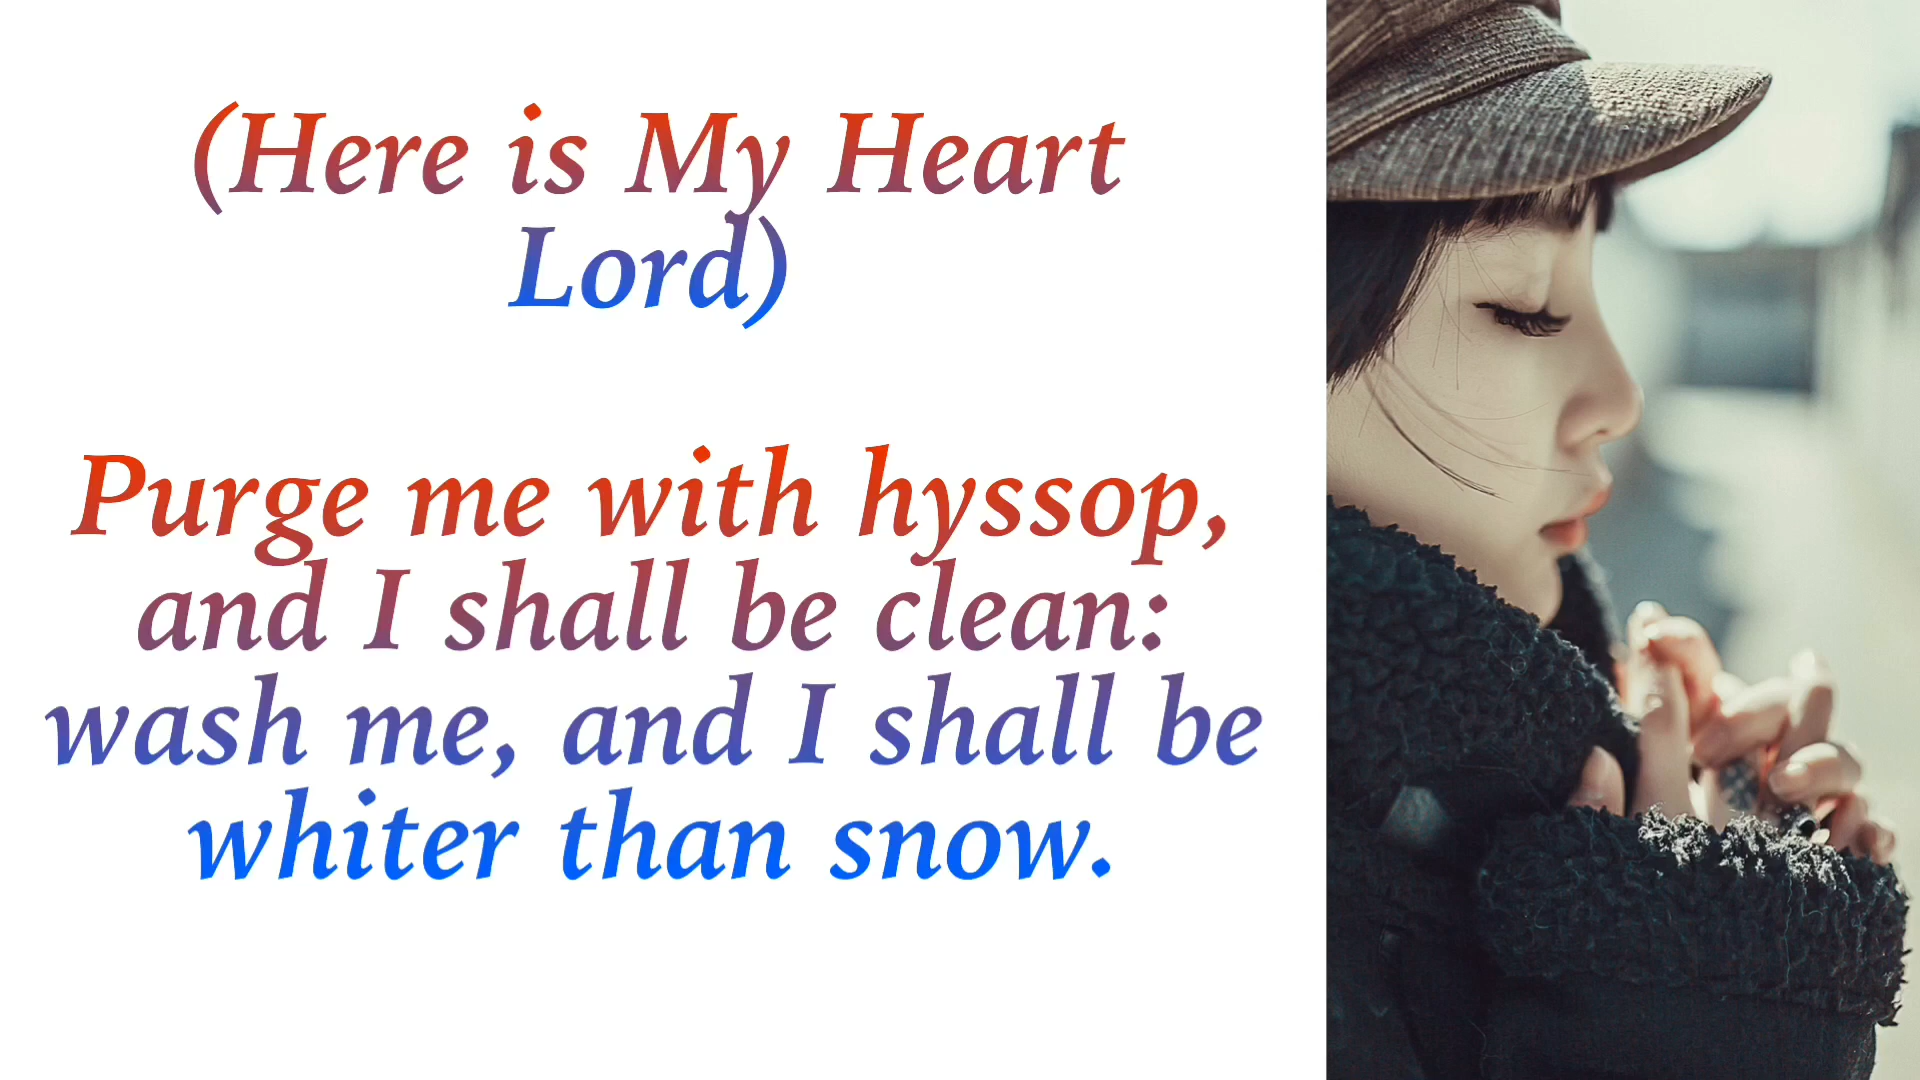 (Here is My Heart
Lord)
Purge me with hyssop,
and I shall be clean:
wash me, and I shall be
whiter than snow.